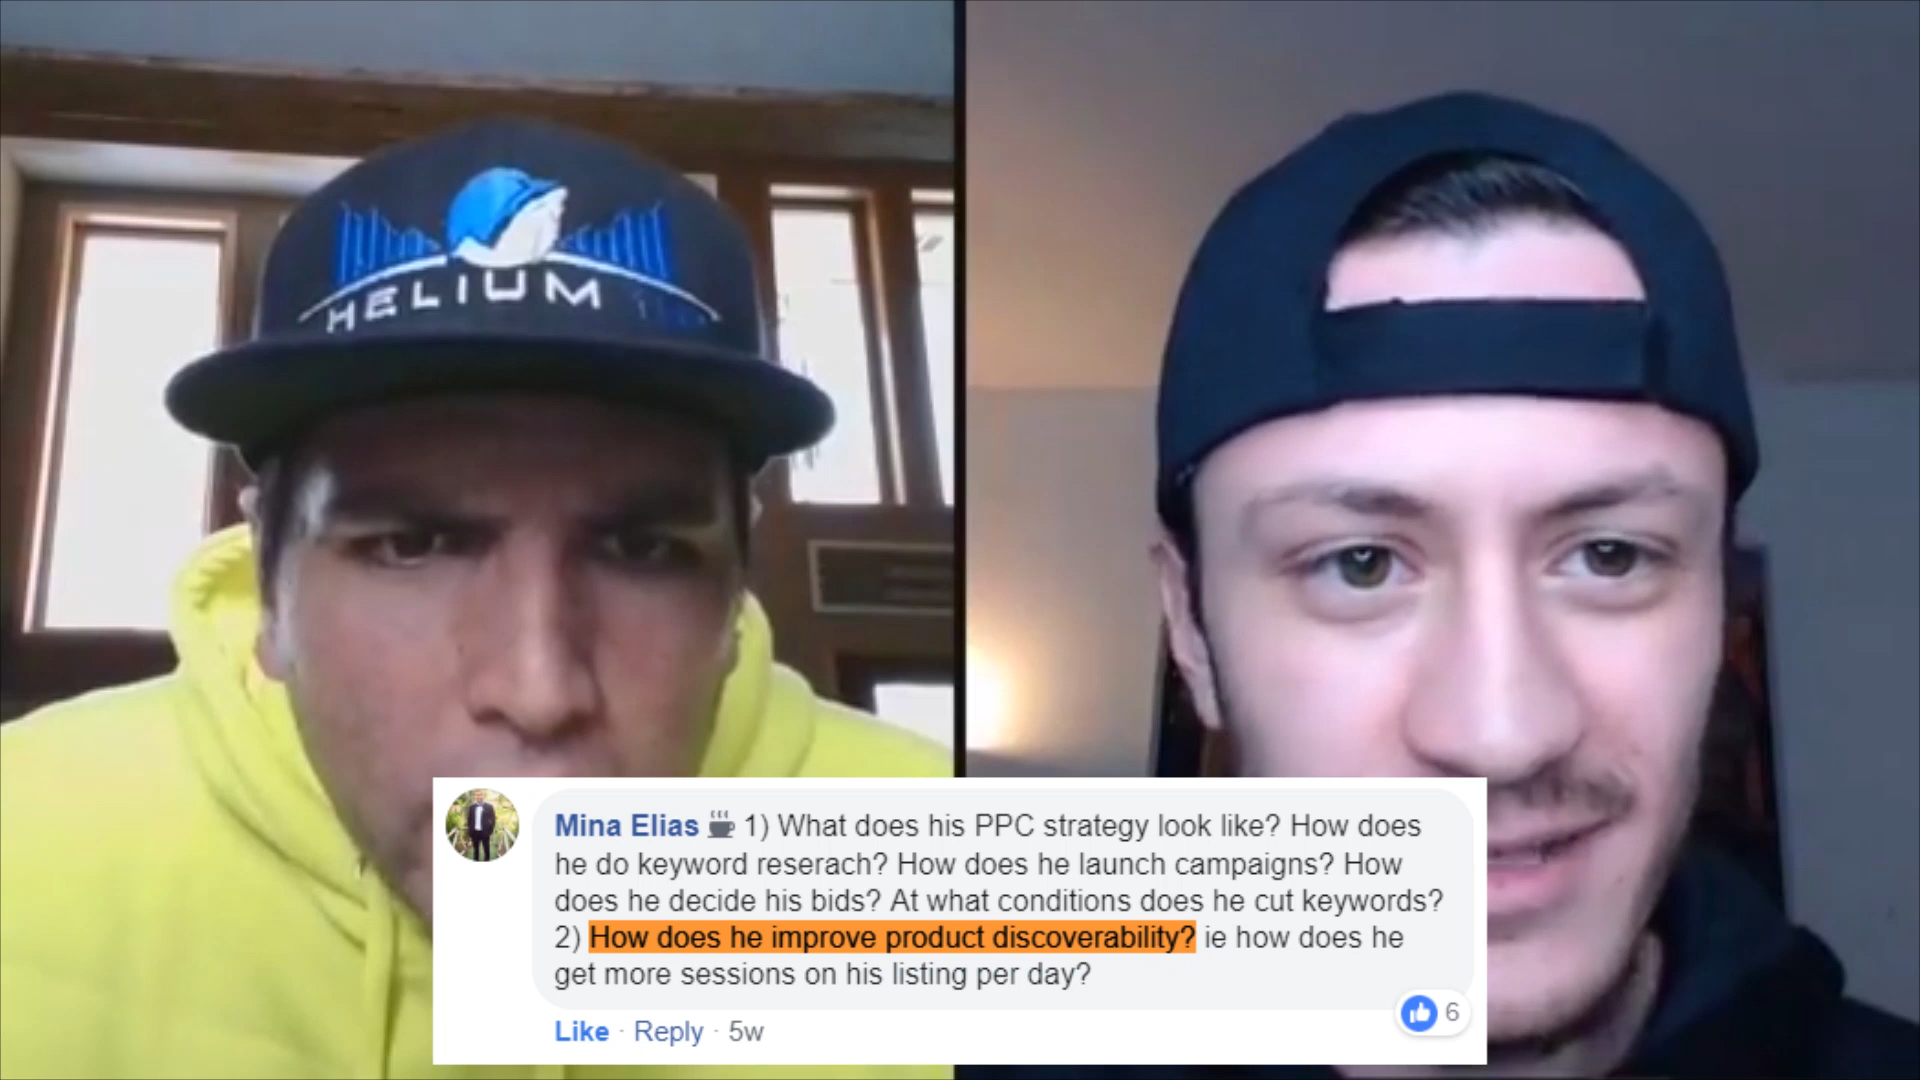 HELIUM
Mina Elias ☕ 1) What does his PPC strategy look like? How does
he do keyword reserach? How does he launch campaigns? How
does he decide his bids? At what conditions does he cut keywords?
2) How does he improve product discoverability? ie how does he
get more sessions on his listing per day?
6
Like · Reply · 5w